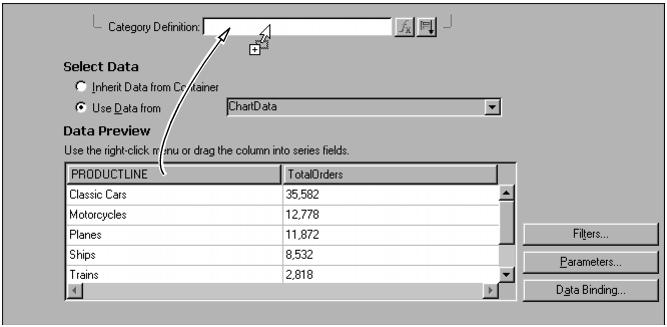 Category Definition:
fx
Select Data
Inherit Data from Container
Use Data from ChartData
Data Preview
Use the right-click menu or drag the column into series fields.
PRODUCTLINE TotalOrders
Classic Cars 35,582
Motorcycles 12,778
Planes 11,872
Filters...
Ships 8,532
Parameters...
Trains 2,818
Data Binding...